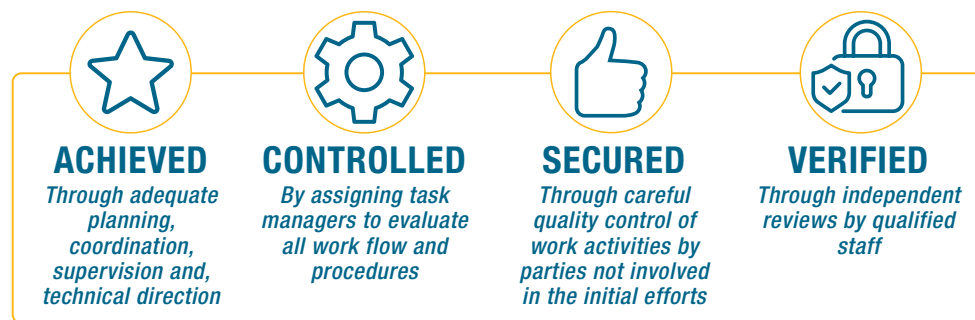 ACHIEVED
Through adequate
planning,
coordination,
supervision and,
technical direction
CONTROLLED
By assigning task
managers to evaluate
all work flow and
procedures
SECURED
Through careful
quality control of
work activities by
parties not involved
in the initial efforts
VERIFIED
Through independent
reviews by qualified
staff